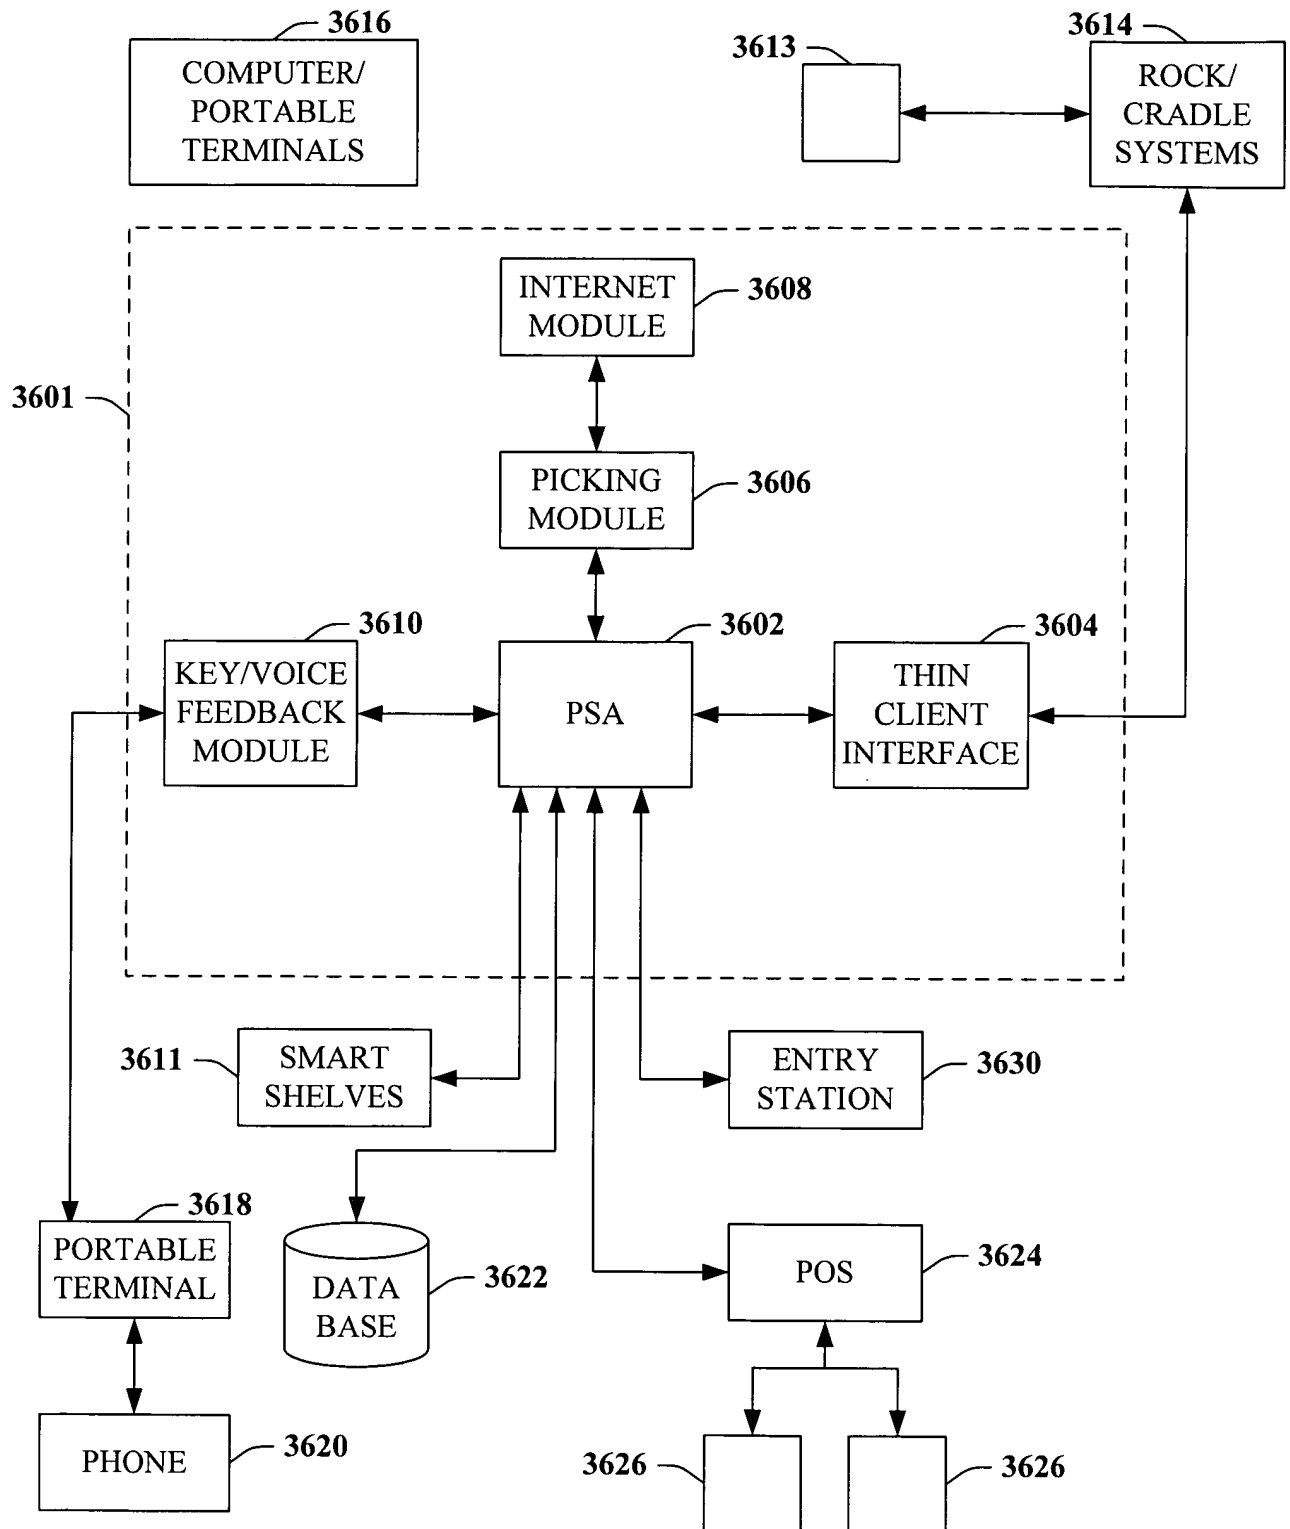 3616
COMPUTER/
PORTABLE
TERMINALS
3613
3614
ROCK/
CRADLE
SYSTEMS
3601
INTERNET
MODULE
3608
PICKING
MODULE
3606
3610
KEY/VOICE
FEEDBACK
MODULE
3602
PSA
3604
THIN
CLIENT
INTERFACE
3611
SMART
SHELVES
ENTRY
STATION
3630
3618
PORTABLE
TERMINAL
DATA
BASE
3622
POS
3624
PHONE
3620
3626
3626